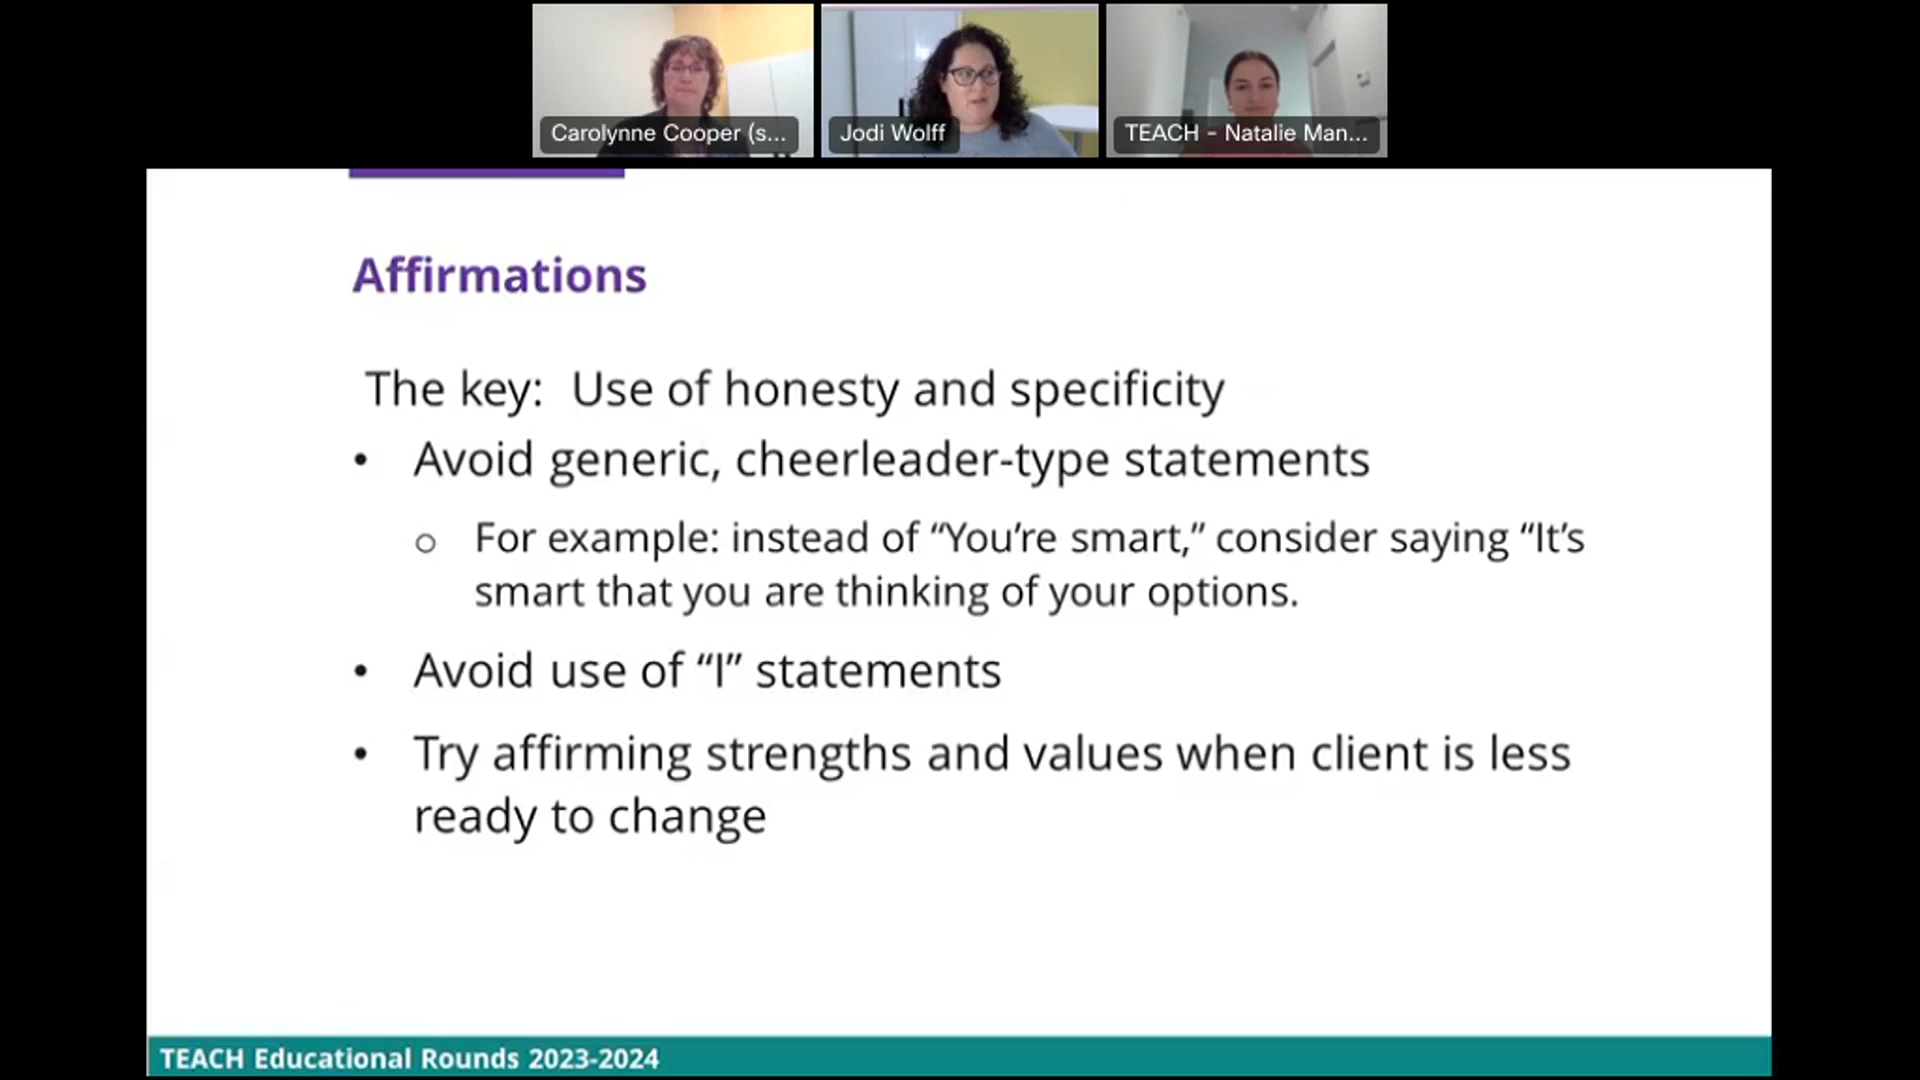 Carolynne Cooper (s...
Jodi Wolff
TEACH - Natalie Man...
Affirmations
The key: Use of honesty and specificity
• Avoid generic, cheerleader-type statements
o For example: instead of “You’re smart,” consider saying “It’s
smart that you are thinking of your options.
• Avoid use of “I” statements
• Try affirming strengths and values when client is less
ready to change
TEACH Educational Rounds 2023-2024